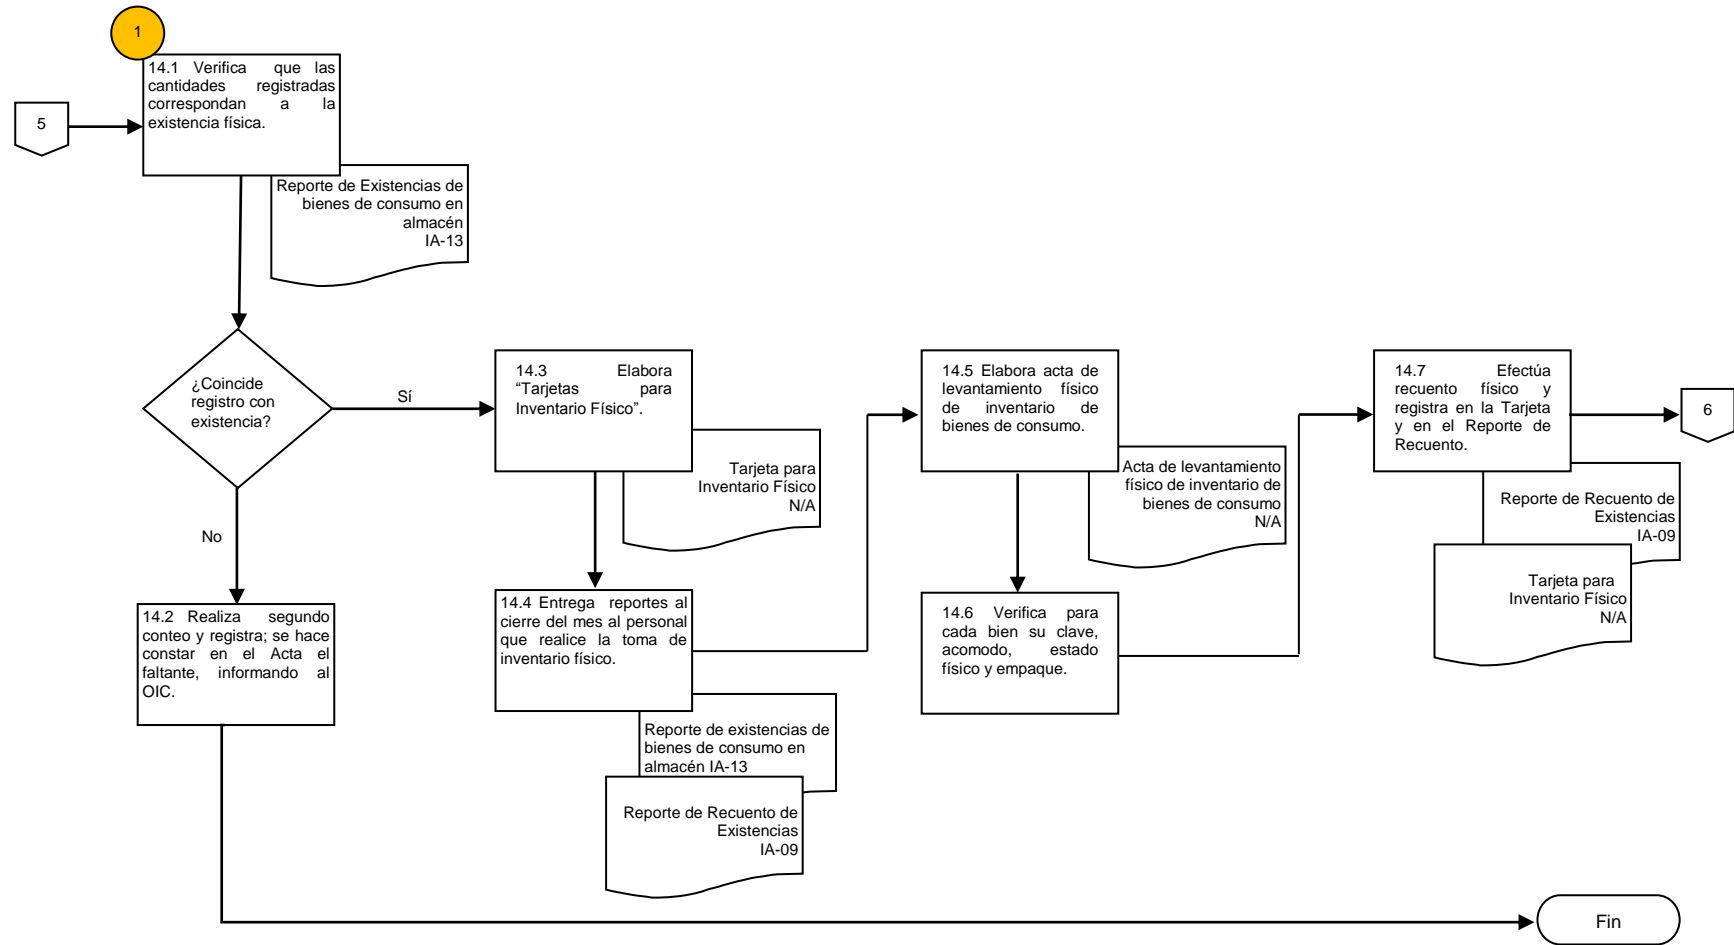 1
14.1 Verifica que las
cantidades registradas
correspondan a la
existencia física.
5
Reporte de Existencias de
bienes de consumo en
almacén
IA-13
¿Coincide
registro con
existencia?
Sí
No
14.2 Realiza segundo
conteo y registra; se hace
constar en el Acta el
faltante, informando al
OIC.
14.3 Elabora
“Tarjetas para
Inventario Físico”.
Tarjeta para
Inventario Físico
N/A
14.4 Entrega reportes al
cierre del mes al personal
que realice la toma de
inventario físico.
Reporte de existencias de
bienes de consumo en
almacén IA-13
Reporte de Recuento de
Existencias
IA-09
14.5 Elabora acta de
levantamiento físico
de inventario de
bienes de consumo.
Acta de levantamiento
físico de inventario de
bienes de consumo
N/A
14.6 Verifica para
cada bien su clave,
acomodo, estado
físico y empaque.
14.7 Efectúa
recuento físico y
registra en la Tarjeta
y en el Reporte de
Recuento.
6
Reporte de Recuento de
Existencias
IA-09
Tarjeta para
Inventario Físico
N/A
Fin